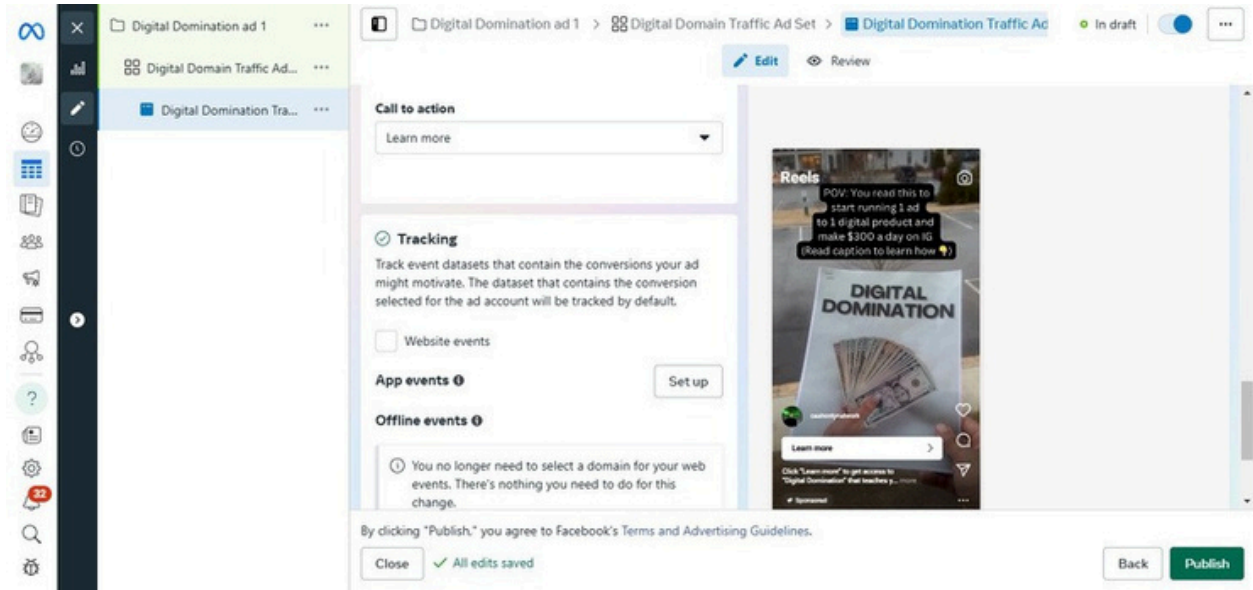 Digital Domination ad 1
Digital Domain Traffic Ad...
Digital Domination Tra...
32
Digital Domination ad 1 > Digital Domain Traffic Ad Set > Digital Domination Traffic Ad
In draft
Edit
Review
Call to action
Learn more
Tracking
Track event datasets that contain the conversions your ad
might motivate. The dataset that contains the conversion
selected for the ad account will be tracked by default.
Website events
App events
Set up
Offline events
You no longer need to select a domain for your web
events. There's nothing you need to do for this
change.
Reels
POV: You read this to
start running 1 ad
to 1 digital product and
make $300 a day on IG
(Read caption to learn how 👇)
DIGITAL
DOMINATION
Learn more
Click "Learn more" to get access to
"Digital Domination" that teaches y... more
Sponsored
By clicking "Publish," you agree to Facebook's Terms and Advertising Guidelines.
Close
All edits saved
Back
Publish